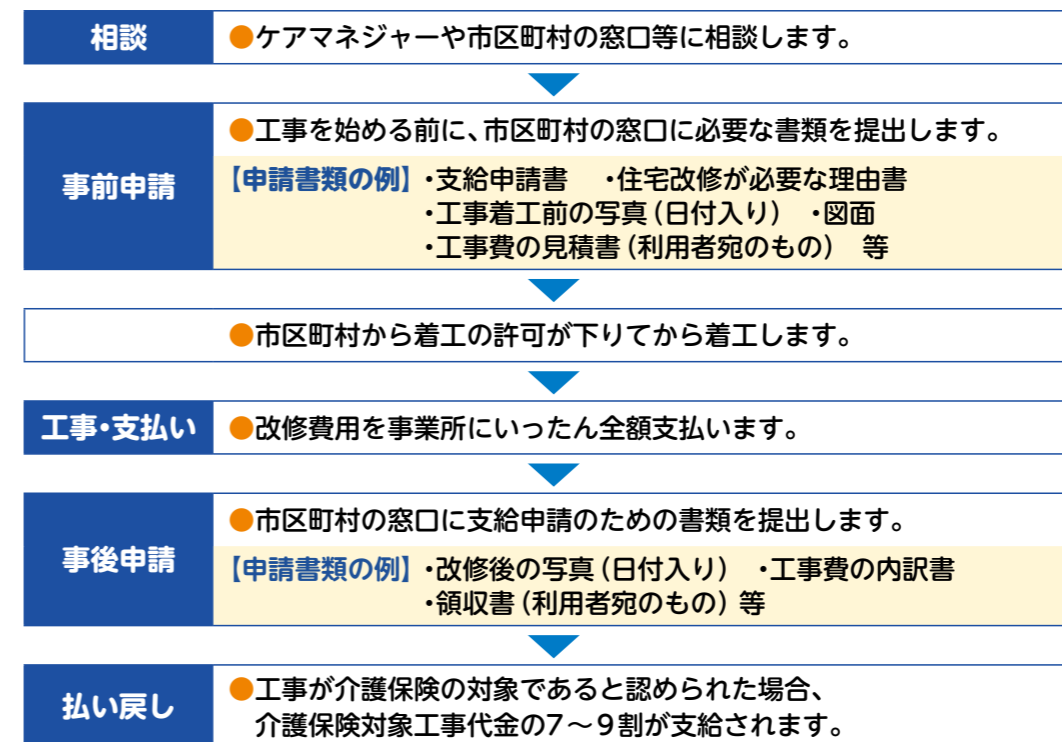 相談
●ケアマネジャーや市区町村の窓口等に相談します。
事前申請
●工事を始める前に、市区町村の窓口に必要な書類を提出します。
【申請書類の例】・支給申請書　・住宅改修が必要な理由書
・工事着工前の写真(日付入り)　・図面
・工事費の見積書(利用者宛のもの)　等
●市区町村から着工の許可が下りてから着工します。
工事・支払い
●改修費用を事業所にいったん全額支払います。
事後申請
●市区町村の窓口に支給申請のための書類を提出します。
【申請書類の例】・改修後の写真(日付入り)　・工事費の内訳書
・領収書(利用者宛のもの) 等
払い戻し
●工事が介護保険の対象であると認められた場合、
介護保険対象工事代金の7～9割が支給されます。